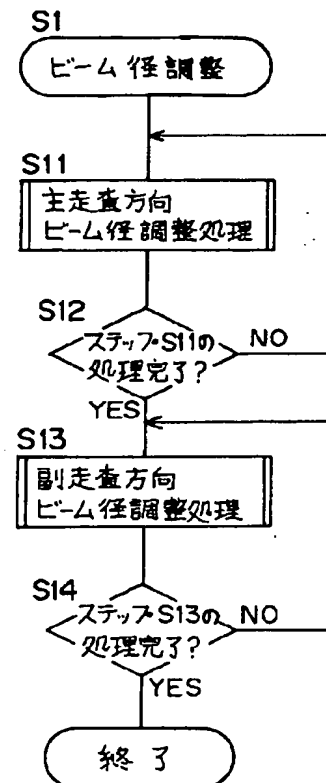 S1
ビーム径調整
S11
主走査方向
ビーム径調整処理
S12
ステップS11の
処理完了?
NO
YES
S13
副走査方向
ビーム径調整処理
S14
ステップS13の
処理完了?
NO
YES
終了